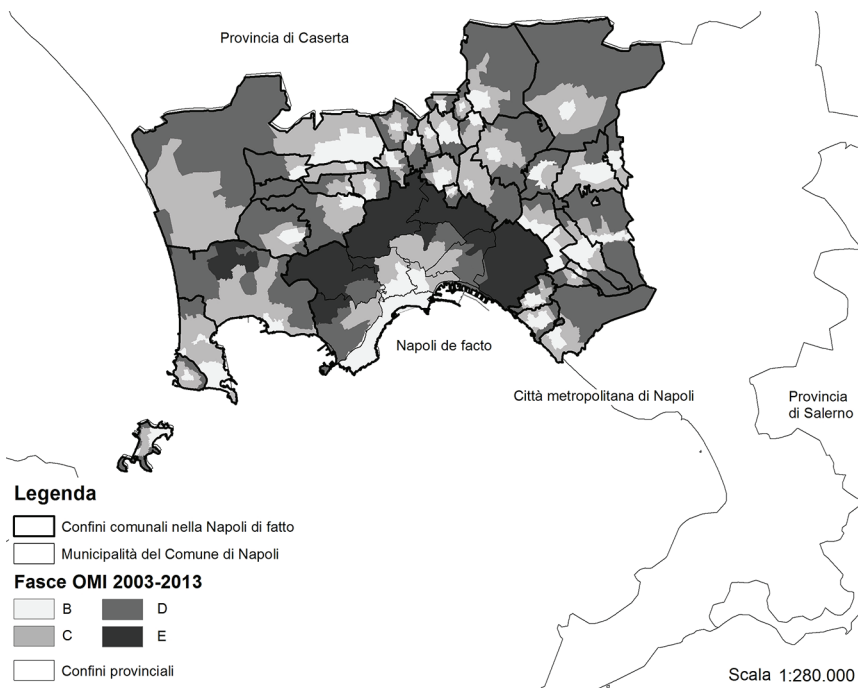 Provincia di Caserta
Napoli de facto
Città metropolitana di Napoli
Provincia
di Salerno
Legenda
Confini comunali nella Napoli di fatto
Municipalità del Comune di Napoli
Fasce OMI 2003-2013
B
D
C
E
Confini provinciali
Scala 1:280.000